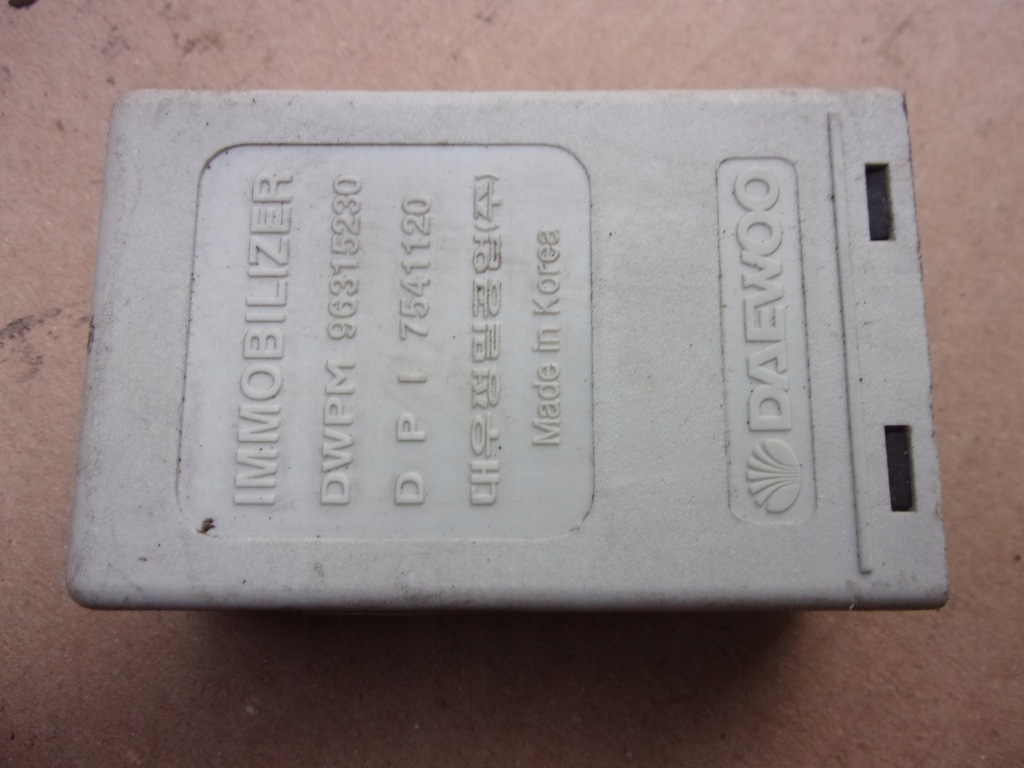 IMMOBILIZER
DWPM 96315230
D P I 7541120
대우정밀공업(주)
Made in Korea
DAEWOO